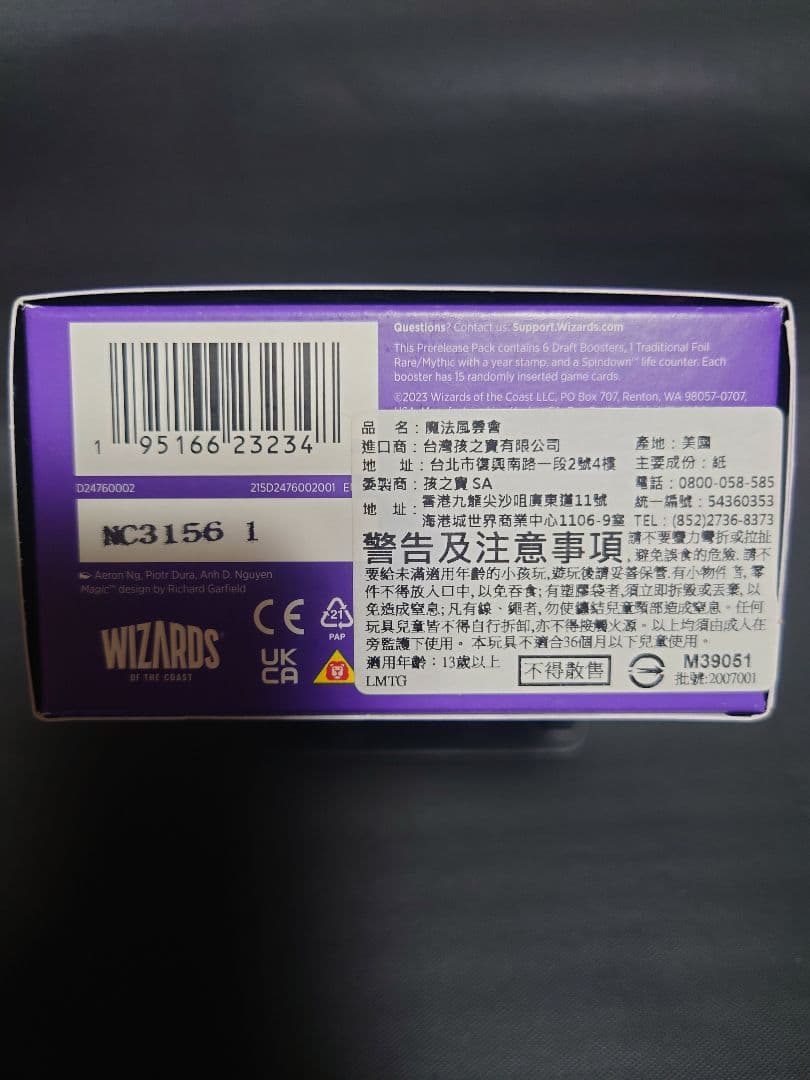 Questions? Contact us: Support.Wizards.com
This Prerelease Pack contains 6 Draft Boosters, 1 Traditional Foil
Rare/Mythic with a year stamp, and a Spindown™ life counter. Each
booster has 15 randomly inserted game cards.
©2023 Wizards of the Coast LLC, PO Box 707, Renton, WA 98057-0707,
1 95166 23234
D24760002
215D2476002001
NC3156 1
Aeron Ng, Piotr Dura, Anh D. Nguyen
Magic™ design by Richard Garfield
WIZARDS
OF THE COAST
CE
UK
CA
21
PAP
品 名：魔法風雲會
進口商：台灣孩之寶有限公司 產地：美國
地 址：台北市復興南路一段2號4樓 主要成份：紙
委製商：孩之寶 SA 電話：0800-058-585
地 址：香港九龍尖沙咀廣東道11號 統一編號：54360353
海港城世界商業中心1106-9室 TEL：(852)2736-8373
警告及注意事項 請不要蠻力彎折或拉扯
,避免誤食的危險.請不
要給未滿適用年齡的小孩玩,遊玩後請妥善保管.有小物件 零
件不得放入口中,以免吞食;有塑膠袋者,須立即拆毀或丟棄,以
免造成窒息;凡有線、繩者,勿使纏結兒童頸部造成窒息。任何
玩具兒童皆不得自行拆卸,亦不得接觸火源。以上均須由成人在
旁監護下使用。本玩具不適合36個月以下兒童使用。
適用年齡：13歲以上
LMTG
不得散售
M39051
批號:2007001